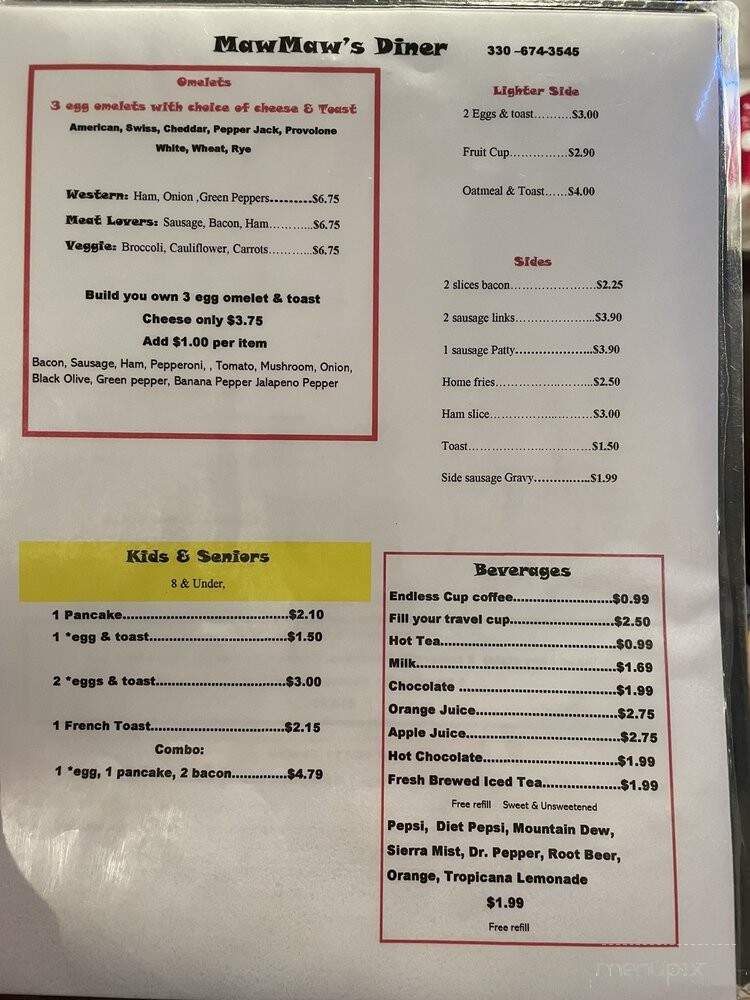 MawMaw's Diner 330 –674-3545
Omelets
3 egg omelets with choice of cheese & Toast
American, Swiss, Cheddar, Pepper Jack, Provolone
White, Wheat, Rye
Western: Ham, Onion ,Green Peppers..........$6.75
Meat Lovers: Sausage, Bacon, Ham...........$6.75
Veggie: Broccoli, Cauliflower, Carrots...........$6.75
Build you own 3 egg omelet & toast
Cheese only $3.75
Add $1.00 per item
Bacon, Sausage, Ham, Pepperoni, , Tomato, Mushroom, Onion,
Black Olive, Green pepper, Banana Pepper Jalapeno Pepper
Lighter Side
2 Eggs & toast.........$3.00
Fruit Cup..............$2.90
Oatmeal & Toast......$4.00
Sides
2 slices bacon.....................$2.25
2 sausage links....................$3.90
1 sausage Patty....................$3.90
Home fries........................$2.50
Ham slice.........................$3.00
Toast..............................$1.50
Side sausage Gravy..............$1.99
Kids & Seniors
8 & Under,
1 Pancake..........................................$2.10
1 *egg & toast...................................$1.50
2 *eggs & toast.................................$3.00
1 French Toast..................................$2.15
Combo:
1 *egg, 1 pancake, 2 bacon..............$4.79
Beverages
Endless Cup coffee.........................$0.99
Fill your travel cup..........................$2.50
Hot Tea............................................$0.99
Milk..................................................$1.69
Chocolate .......................................$1.99
Orange Juice...................................$2.75
Apple Juice......................................$2.75
Hot Chocolate..................................$1.99
Fresh Brewed Iced Tea....................$1.99
Free refill Sweet & Unsweetened
Pepsi, Diet Pepsi, Mountain Dew,
Sierra Mist, Dr. Pepper, Root Beer,
Orange, Tropicana Lemonade
$1.99
Free refill
menupix